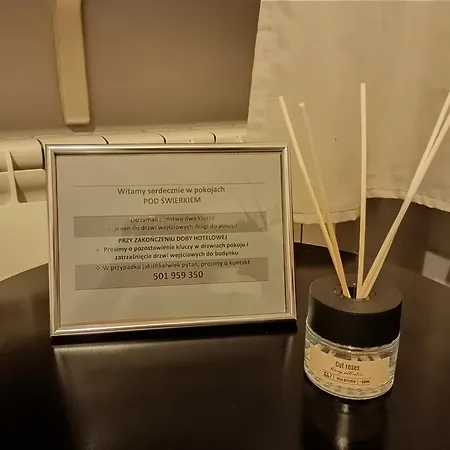 Witamy serdecznie w pokojach
POD ŚWIERKIEM
Otrzymali państwo dwa klucze
jeden do drzwi wejściowych drugi do pokoju
PRZY ZAKOŃCZENIU DOBY HOTELOWEJ
Prosimy o pozostawienie kluczy w drzwiach pokoju i
zatrzaśnięcie drzwi wejściowych do budynku
W przypadku jakichkolwiek pytań, prosimy o kontakt
501 959 350
Cut roses